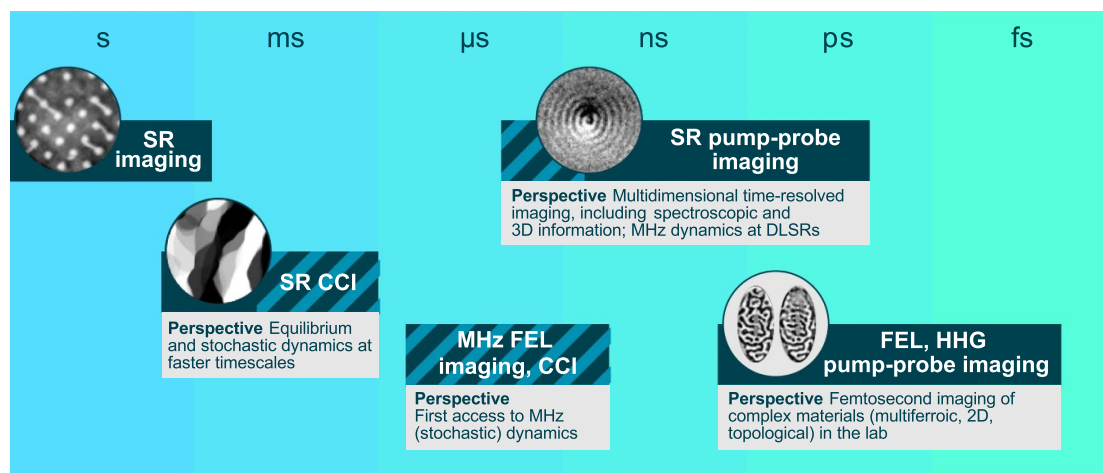 s ms µs ns ps fs
SR
imaging
SR pump-probe
imaging
Perspective Multidimensional time-resolved
imaging, including spectroscopic and
3D information; MHz dynamics at DLSRs
SR CCI
Perspective Equilibrium
and stochastic dynamics at
faster timescales
MHz FEL
imaging, CCI
Perspective
First access to MHz
(stochastic) dynamics
FEL, HHG
pump-probe imaging
Perspective Femtosecond imaging of
complex materials (multiferroic, 2D,
topological) in the lab